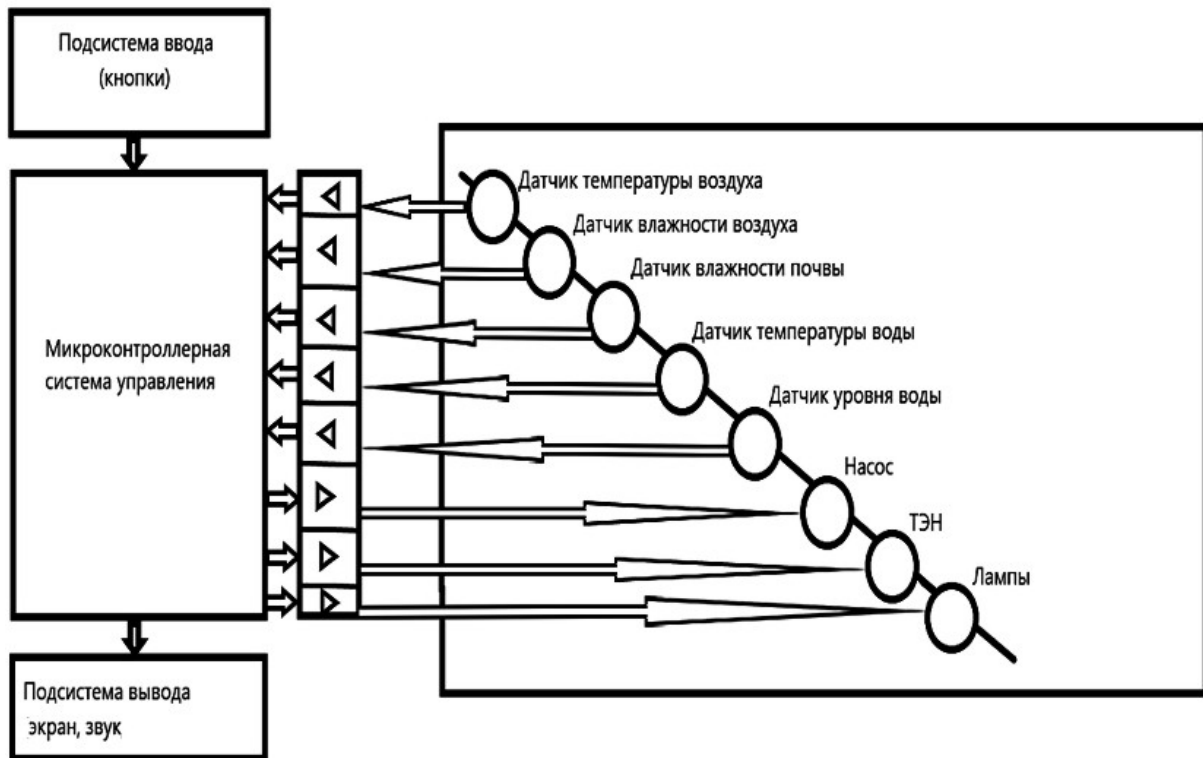 Подсистема ввода
(кнопки)
Датчик температуры воздуха
Датчик влажности воздуха
Датчик влажности почвы
Датчик температуры воды
Микроконтроллерная
система управления
Датчик уровня воды
Насос
ТЭН
Лампы
Подсистема вывода
экран, звук